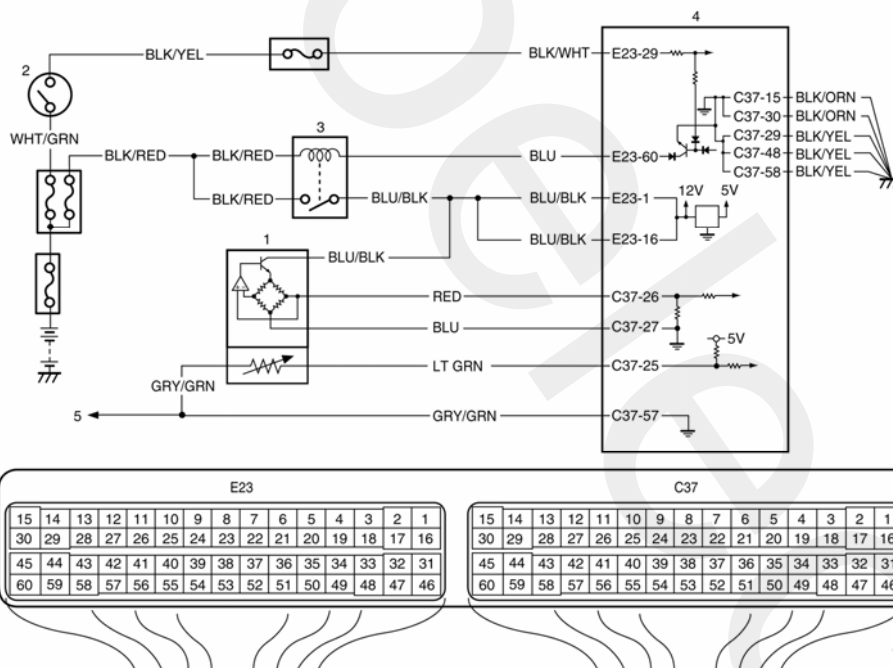 4
BLK/YEL
BLK/WHT
E23-29
2
C37-15
BLK/ORN
C37-30
BLK/ORN
C37-29
BLK/YEL
C37-48
BLK/YEL
C37-58
BLK/YEL
WHT/GRN
3
BLK/RED
BLK/RED
BLU
E23-60
BLK/RED
BLU/BLK
BLU/BLK
E23-1
12V
5V
BLU/BLK
E23-16
1
BLU/BLK
RED
C37-26
BLU
C37-27
5V
LT GRN
C37-25
GRY/GRN
5
GRY/GRN
C37-57
E23
15 14 13 12 11 10 9 8 7 6 5 4 3 2 1
30 29 28 27 26 25 24 23 22 21 20 19 18 17 16
45 44 43 42 41 40 39 38 37 36 35 34 33 32 31
60 59 58 57 56 55 54 53 52 51 50 49 48 47 46
C37
15 14 13 12 11 10 9 8 7 6 5 4 3 2 1
30 29 28 27 26 25 24 23 22 21 20 19 18 17 16
45 44 43 42 41 40 39 38 37 36 35 34 33 32 31
60 59 58 57 56 55 54 53 52 51 50 49 48 47 46